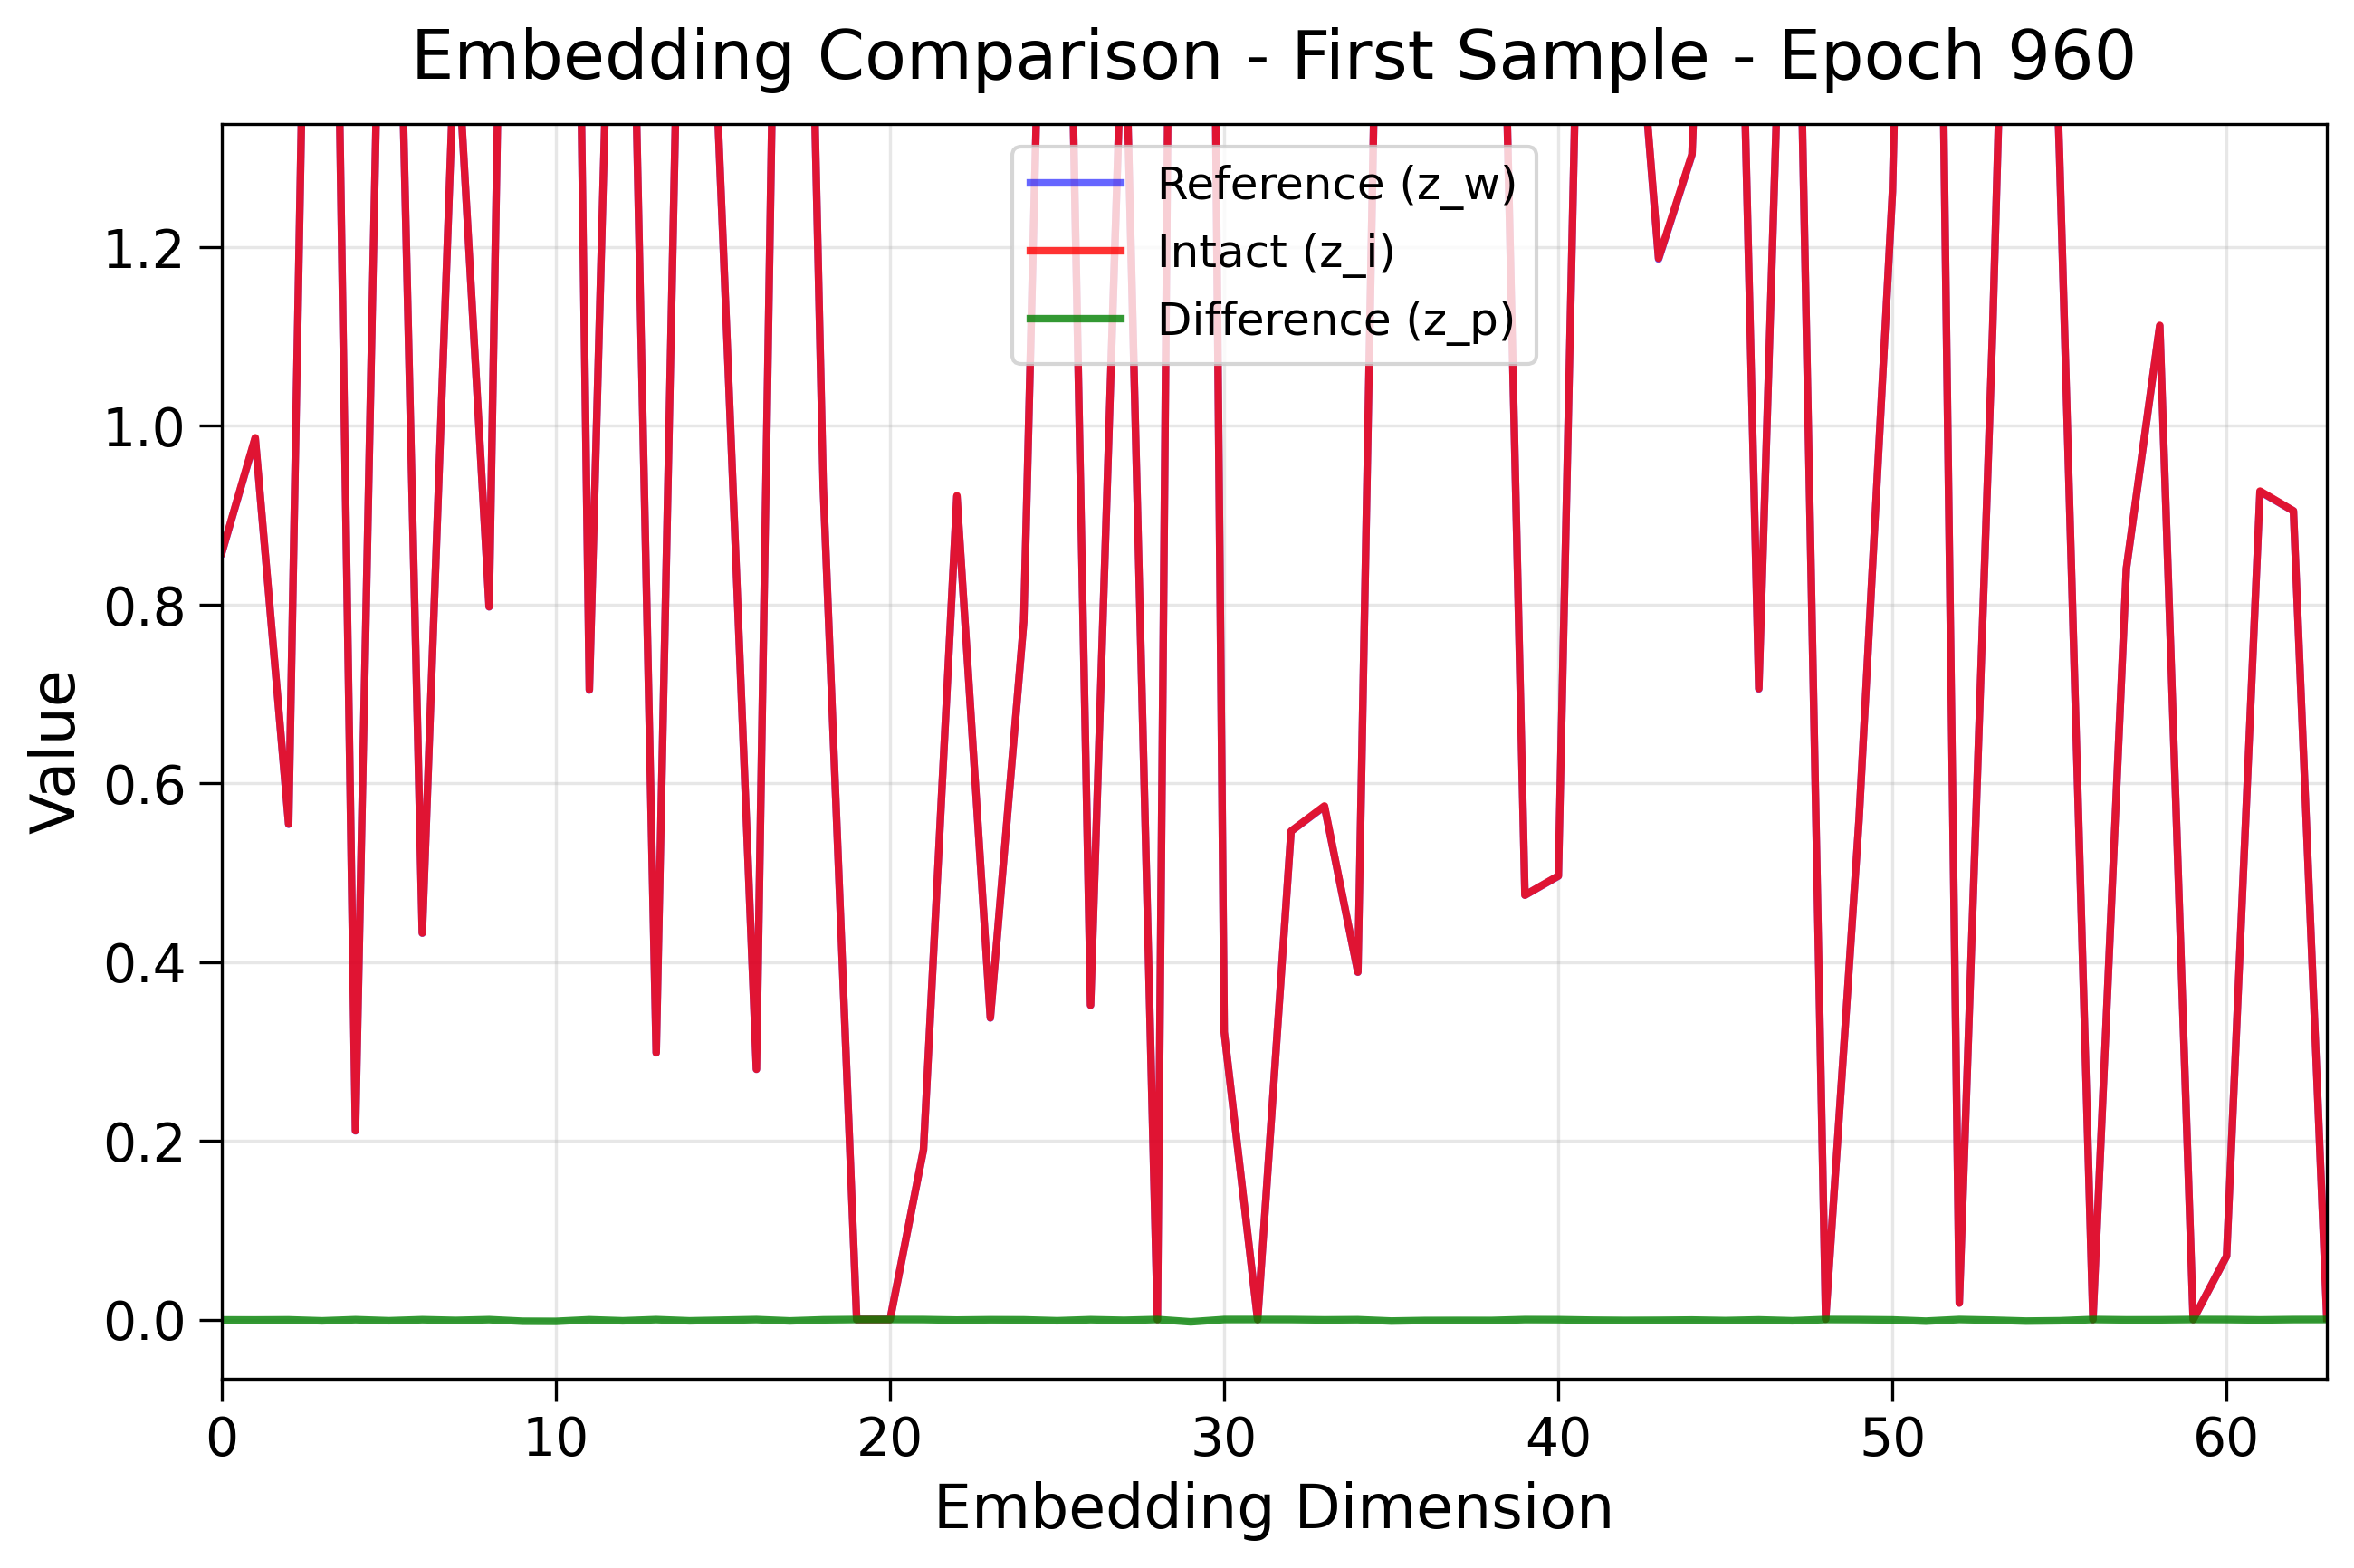 Embedding Comparison - First Sample - Epoch 960
Reference (z_w)
Intact (z_i)
Difference (z_p)
Value
1.2
1.0
0.8
0.6
0.4
0.2
0.0
0 10 20 30 40 50 60
Embedding Dimension